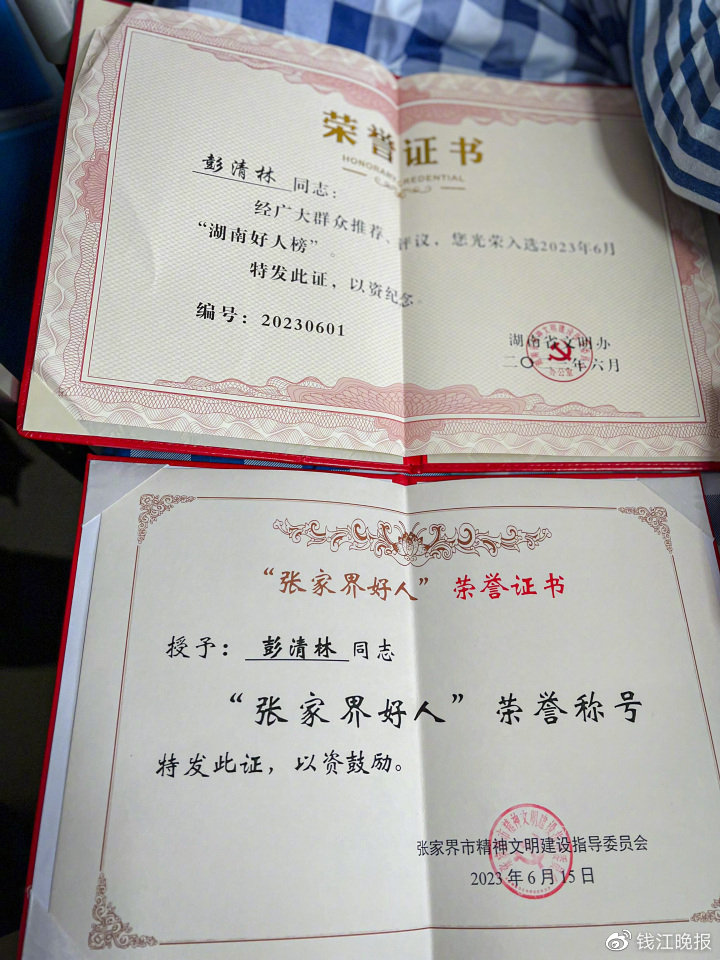 荣誉证书
HONORARY CREDENTIAL
彭清林 同志：
经广大群众推荐、评议，您光荣入选2023年6月
“湖南好人榜”。
特发此证，以资纪念。
编号：20230601
湖南省文明办
二〇二三年六月
“张家界好人”荣誉证书
授予：彭清林 同志
“张家界好人”荣誉称号
特发此证，以资鼓励。
张家界市精神文明建设指导委员会
2023年6月15日
钱江晚报